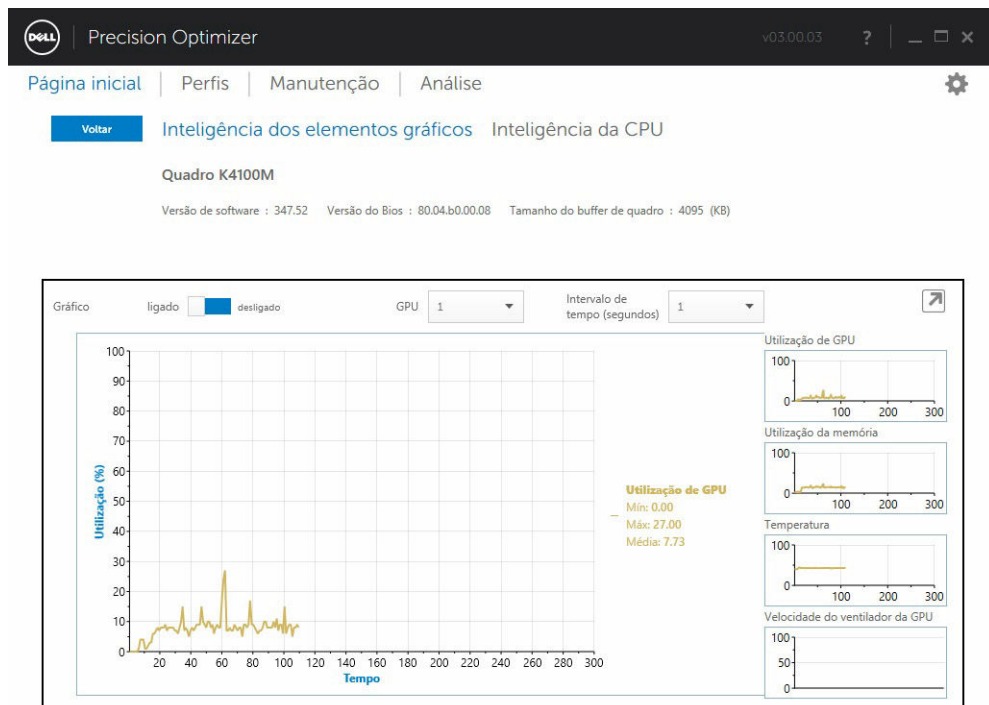 DELL Precision Optimizer v03.00.03 ?
Página inicial Perfis Manutenção Análise
Voltar Inteligência dos elementos gráficos Inteligência da CPU
Quadro K4100M
Versão de software : 347.52 Versão do Bios : 80.04.b0.00.08 Tamanho do buffer de quadro : 4095 (KB)
Gráfico ligado desligado GPU 1 Intervalo de
tempo (segundos) 1
100
90
80
70
60
50
40
30
20
10
0
Utilização (%)
20 40 60 80 100 120 140 160 180 200 220 240 260 280 300
Tempo
Utilização de GPU
Mín: 0.00
Máx: 27.00
Média: 7.73
Utilização de GPU
100
0
100 200 300
Utilização da memória
100
0
100 200 300
Temperatura
100
0
100 200 300
Velocidade do ventilador da GPU
100
50
0